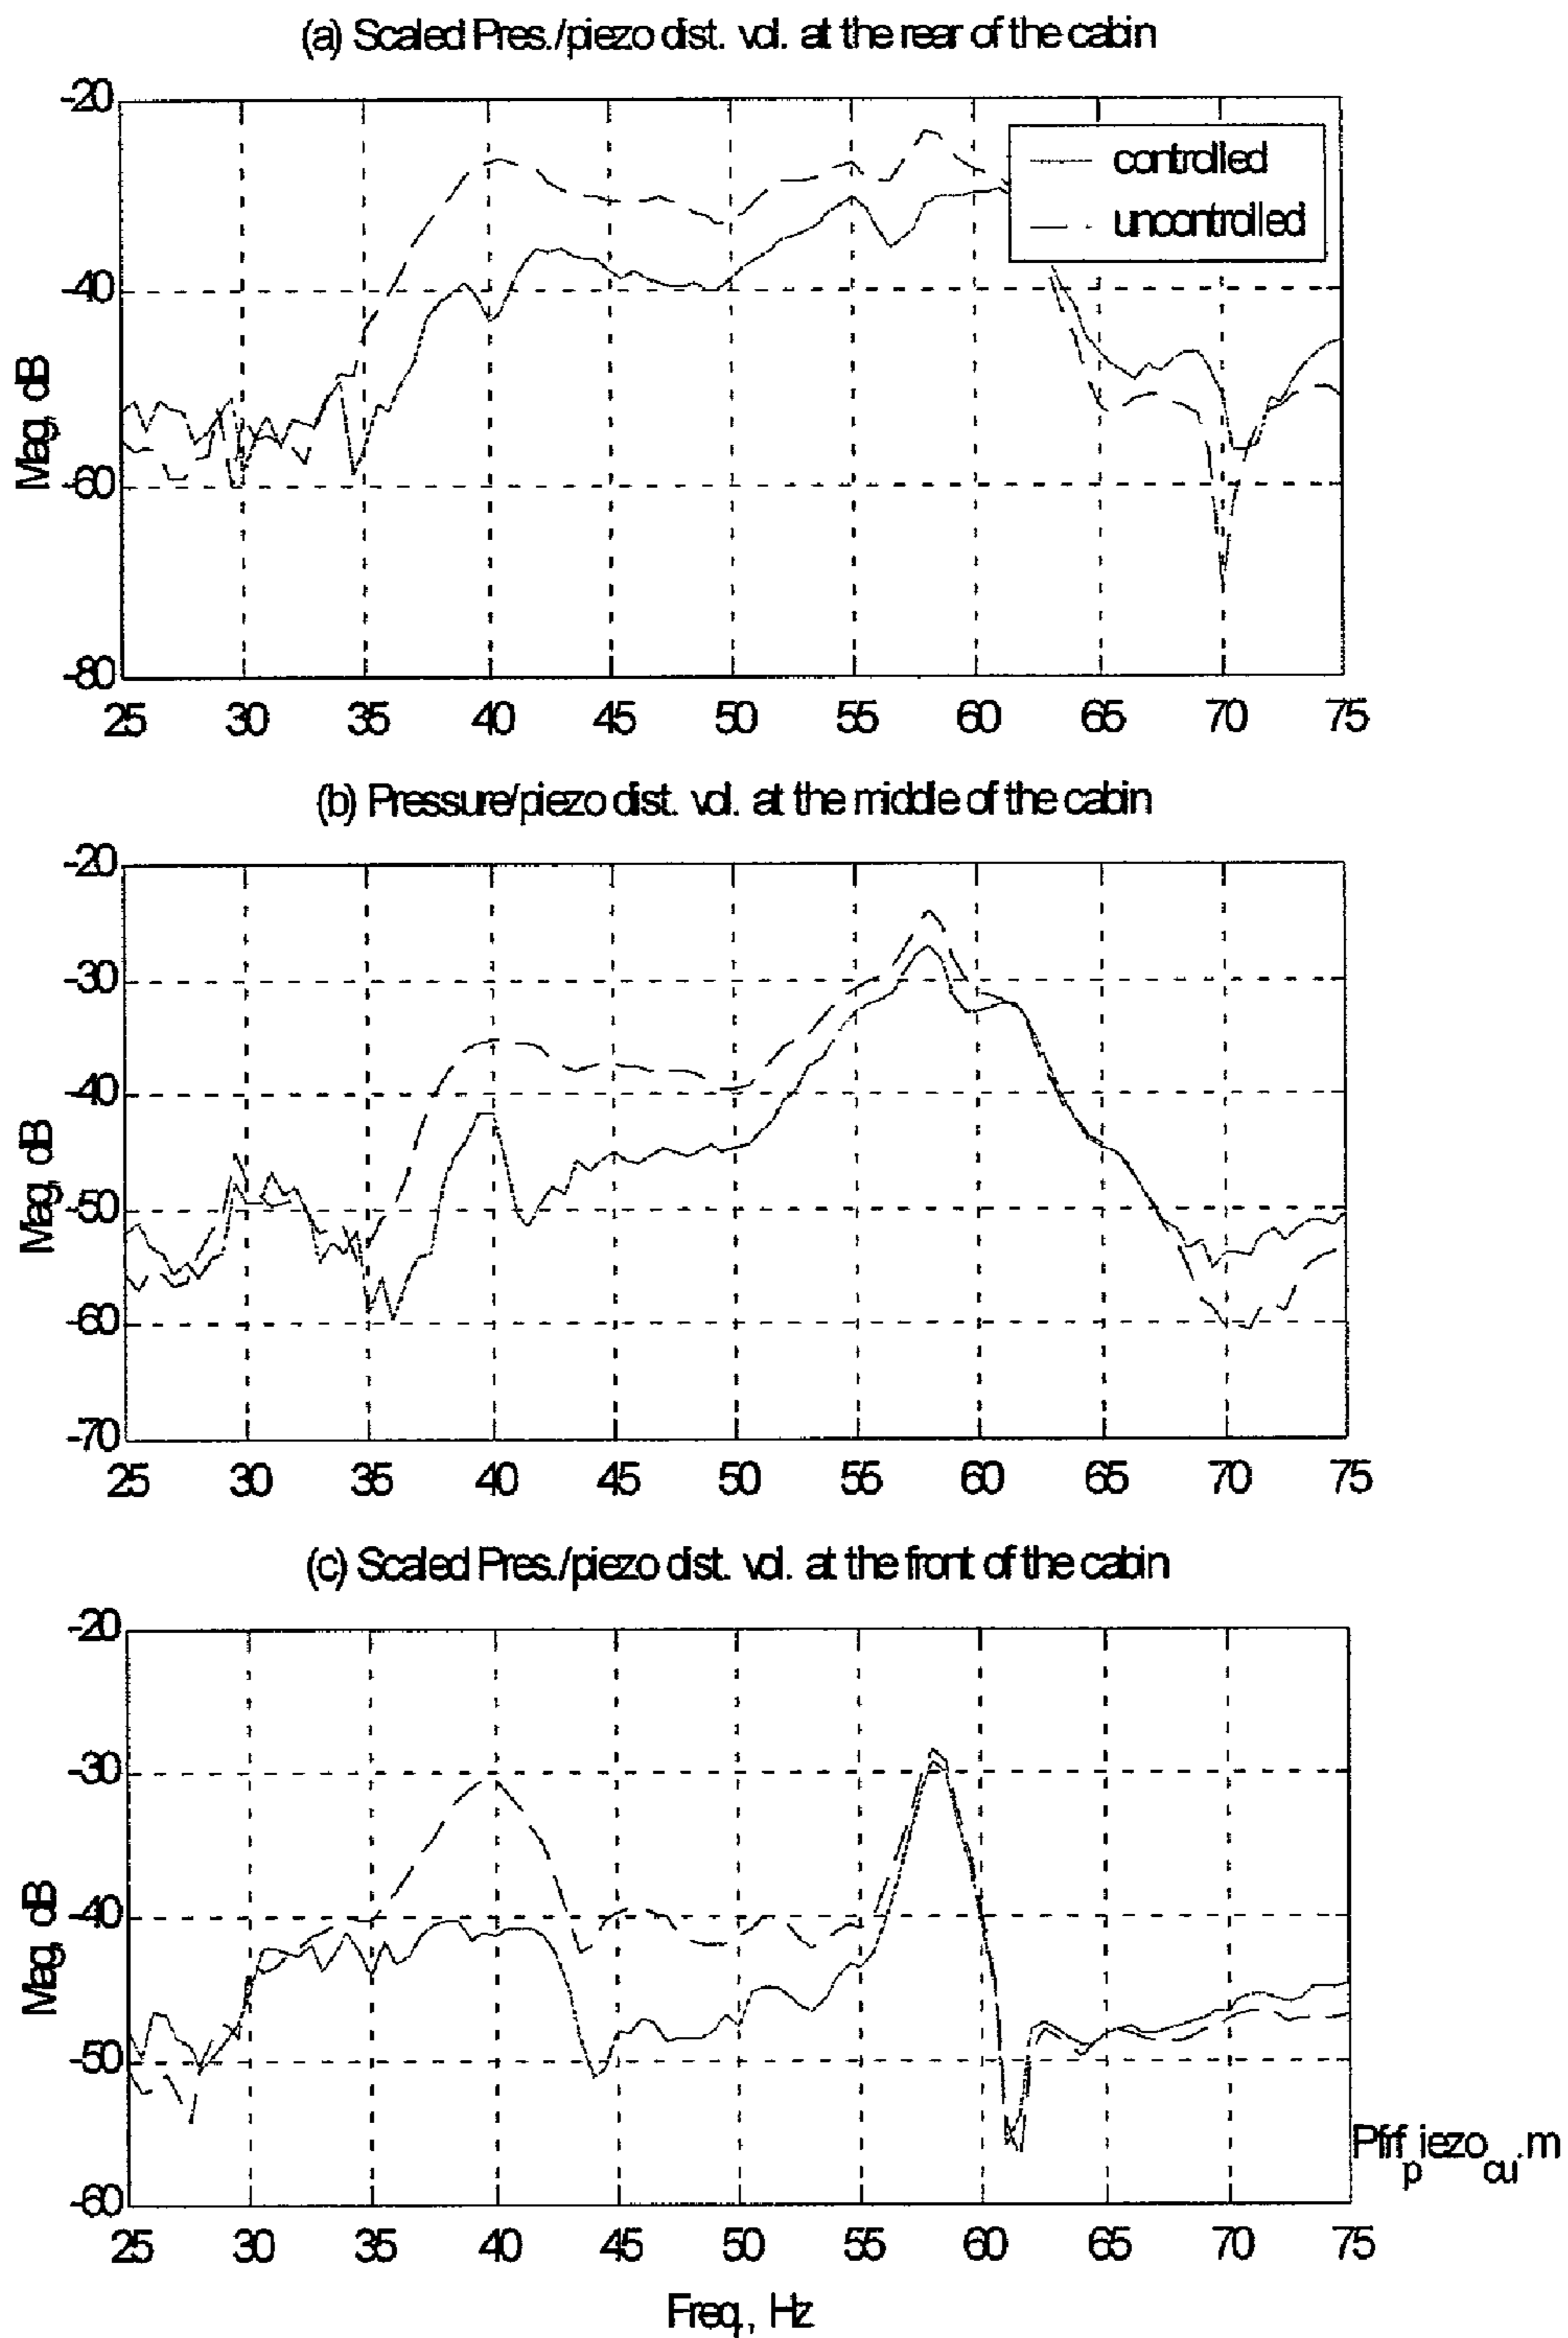 (a) Scaled Pres./piezo dist. vol. at the rear of the cabin
-20
-40
-60
-80
Mag, dB
controlled
uncontrolled
25 30 35 40 45 50 55 60 65 70 75
(b) Pressure/piezo dist. vol. at the middle of the cabin
-20
-30
-40
-50
-60
-70
Mag, dB
25 30 35 40 45 50 55 60 65 70 75
(c) Scaled Pres./piezo dist. vol. at the front of the cabin
-20
-30
-40
-50
-60
Mag, dB
Pfrf_piezo_cu.m
25 30 35 40 45 50 55 60 65 70 75
Freq., Hz